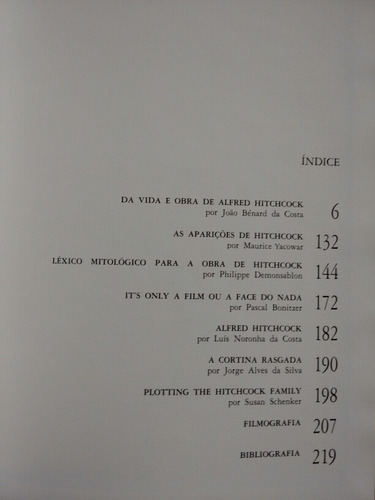 ÍNDICE
DA VIDA E OBRA DE ALFRED HITCHCOCK
por João Bénard da Costa 6
AS APARIÇÕES DE HITCHCOCK
por Maurice Yacowar 132
LÉXICO MITOLÓGICO PARA A OBRA DE HITCHCOCK
por Philippe Demonsablon 144
IT'S ONLY A FILM OU A FACE DO NADA
por Pascal Bonitzer 172
ALFRED HITCHCOCK
por Luís Noronha da Costa 182
A CORTINA RASGADA
por Jorge Alves da Silva 190
PLOTTING THE HITCHCOCK FAMILY
por Susan Schenker 198
FILMOGRAFIA 207
BIBLIOGRAFIA 219